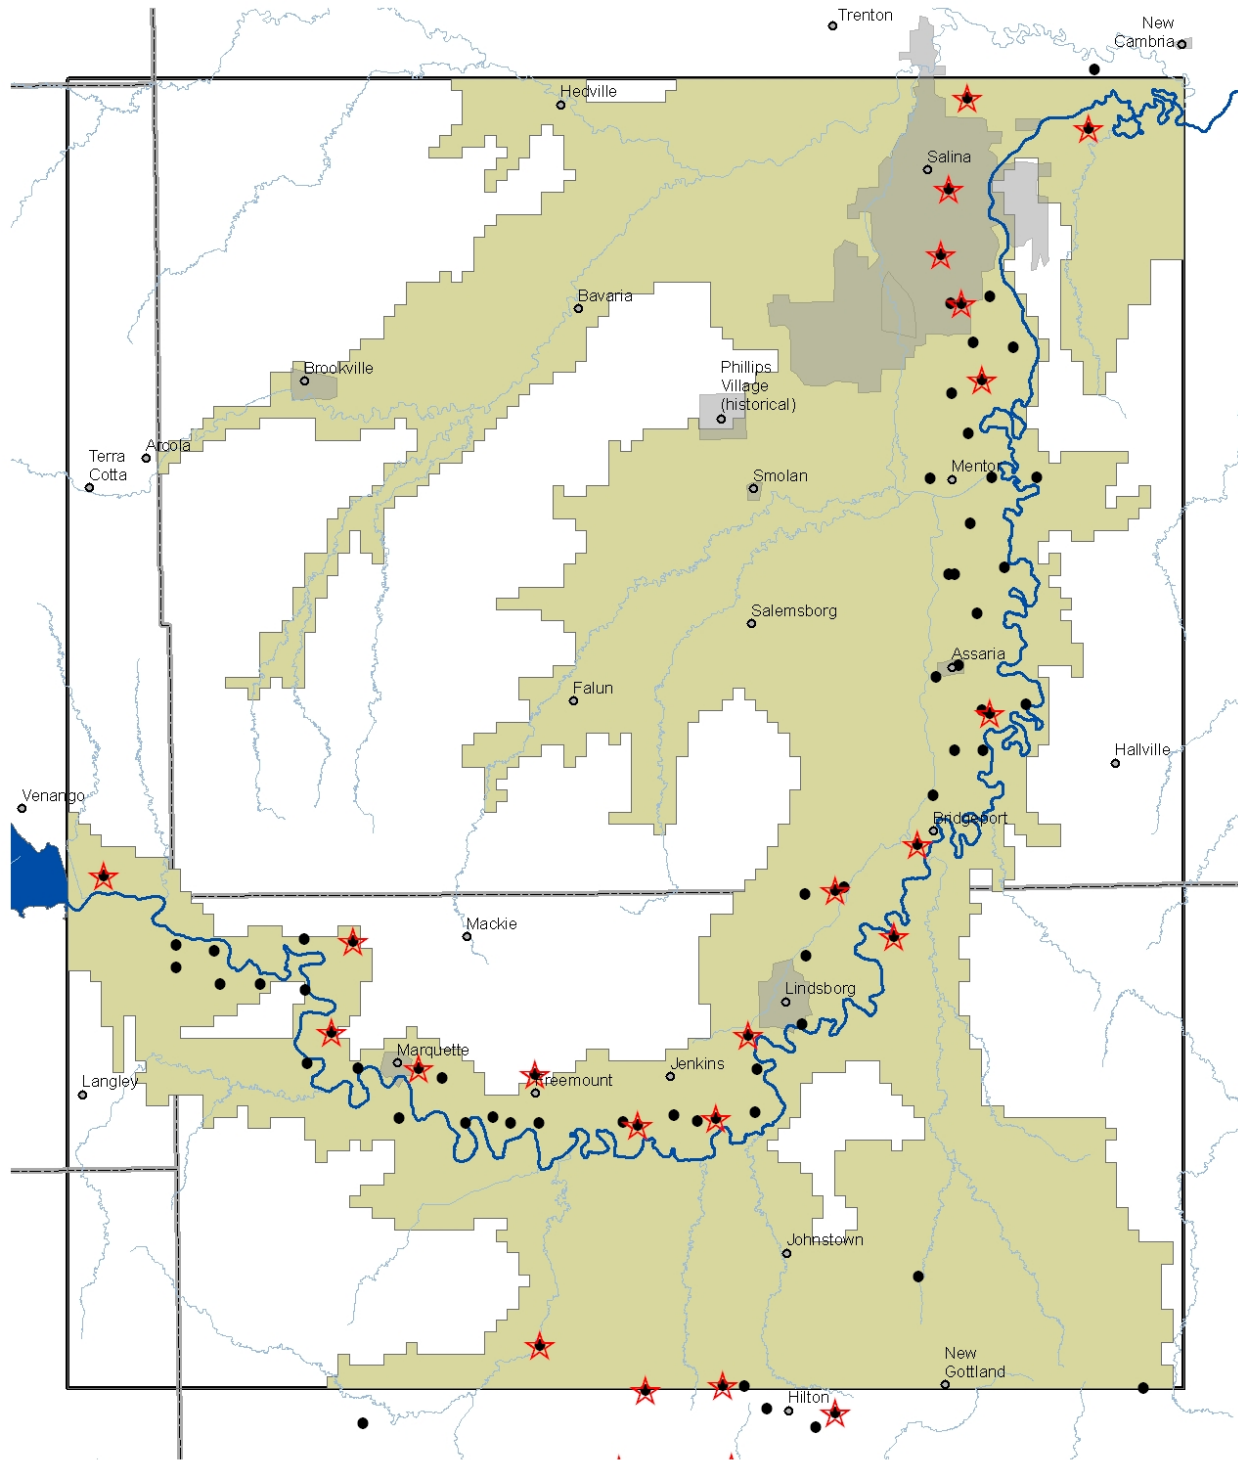 Trenton
New
Cambria
Hedville
Salina
Bavaria
Brookville
Phillips
Village
(historical)
Arcola
Terra
Cotta
Mentor
Smolan
Salemsborg
Assaria
Falun
Hallville
Venango
Bridgeport
Mackie
Lindsborg
Marquette
Jenkins
Freemount
Langley
Johnstown
New
Gottland
Hilton